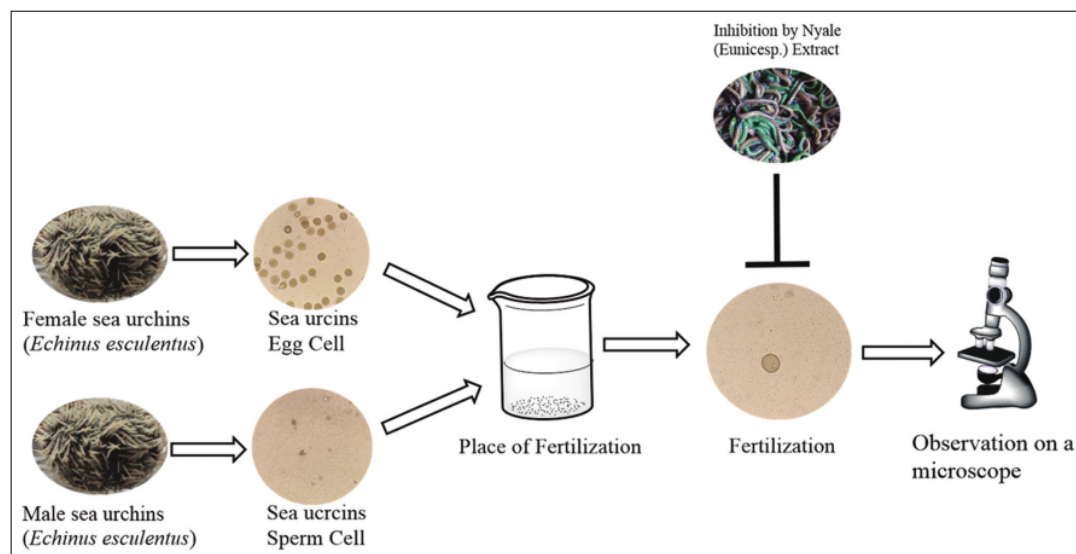 Inhibition by Nyale
(Eunicesp.) Extract
Female sea urchins
(Echinus esculentus)
Sea urcins
Egg Cell
Male sea urchins
(Echinus esculentus)
Sea ucrcins
Sperm Cell
Place of Fertilization
Fertilization
Observation on a
microscope